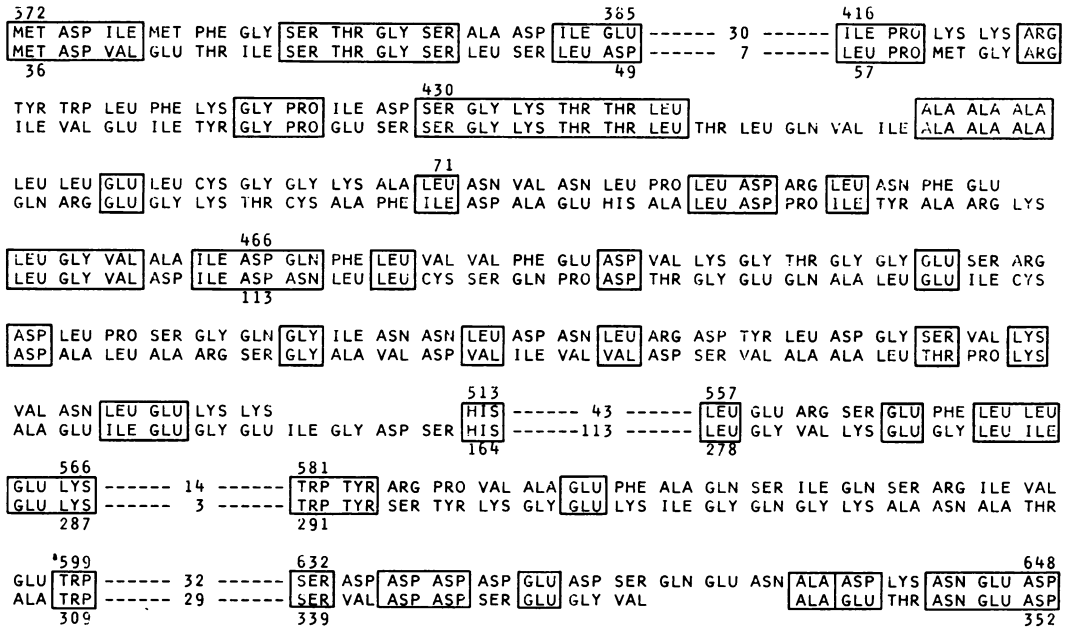 372 385 416
MET ASP ILE MET PHE GLY SER THR GLY SER ALA ASP ILE GLU ------ 30 ------ ILE PRO LYS LYS ARG
MET ASP VAL GLU THR ILE SER THR GLY SER LEU SER LEU ASP ------ 7 ------ LEU PRO MET GLY ARG
36 49 57
430
TYR TRP LEU PHE LYS GLY PRO ILE ASP SER GLY LYS THR THR LEU ALA ALA ALA
ILE VAL GLU ILE TYR GLY PRO GLU SER SER GLY LYS THR THR LEU THR LEU GLN VAL ILE ALA ALA ALA
71
LEU LEU GLU LEU CYS GLY GLY LYS ALA LEU ASN VAL ASN LEU PRO LEU ASP ARG LEU ASN PHE GLU
GLN ARG GLU GLY LYS THR CYS ALA PHE ILE ASP ALA GLU HIS ALA LEU ASP PRO ILE TYR ALA ARG LYS
466
LEU GLY VAL ALA ILE ASP GLN PHE LEU VAL VAL PHE GLU ASP VAL LYS GLY THR GLY GLY GLU SER ARG
LEU GLY VAL ASP ILE ASP ASN LEU LEU CYS SER GLN PRO ASP THR GLY GLU GLN ALA LEU GLU ILE CYS
113
ASP LEU PRO SER GLY GLN GLY ILE ASN ASN LEU ASP ASN LEU ARG ASP TYR LEU ASP GLY SER VAL LYS
ASP ALA LEU ALA ARG SER GLY ALA VAL ASP VAL ILE VAL VAL ASP SER VAL ALA ALA LEU THR PRO LYS
513 557
VAL ASN LEU GLU LYS LYS HIS ------ 43 ------ LEU GLU ARG SER GLU PHE LEU LEU
ALA GLU ILE GLU GLY GLU ILE GLY ASP SER HIS ------113 ------ LEU GLY VAL LYS GLU GLY LEU ILE
164 278
566 581
GLU LYS ------ 14 ------ TRP TYR ARG PRO VAL ALA GLU PHE ALA GLN SER ILE GLN SER ARG ILE VAL
GLU LYS ------ 3 ------ TRP TYR SER TYR LYS GLY GLU LYS ILE GLY GLN GLY LYS ALA ASN ALA THR
287 291
599 632 648
GLU TRP ------ 32 ------ SER ASP ASP ASP ASP GLU ASP SER GLN GLU ASN ALA ASP LYS ASN GLU ASP
ALA TRP ------ 29 ------ SER VAL ASP ASP SER GLU GLY VAL ALA GLU THR ASN GLU ASP
309 339 352